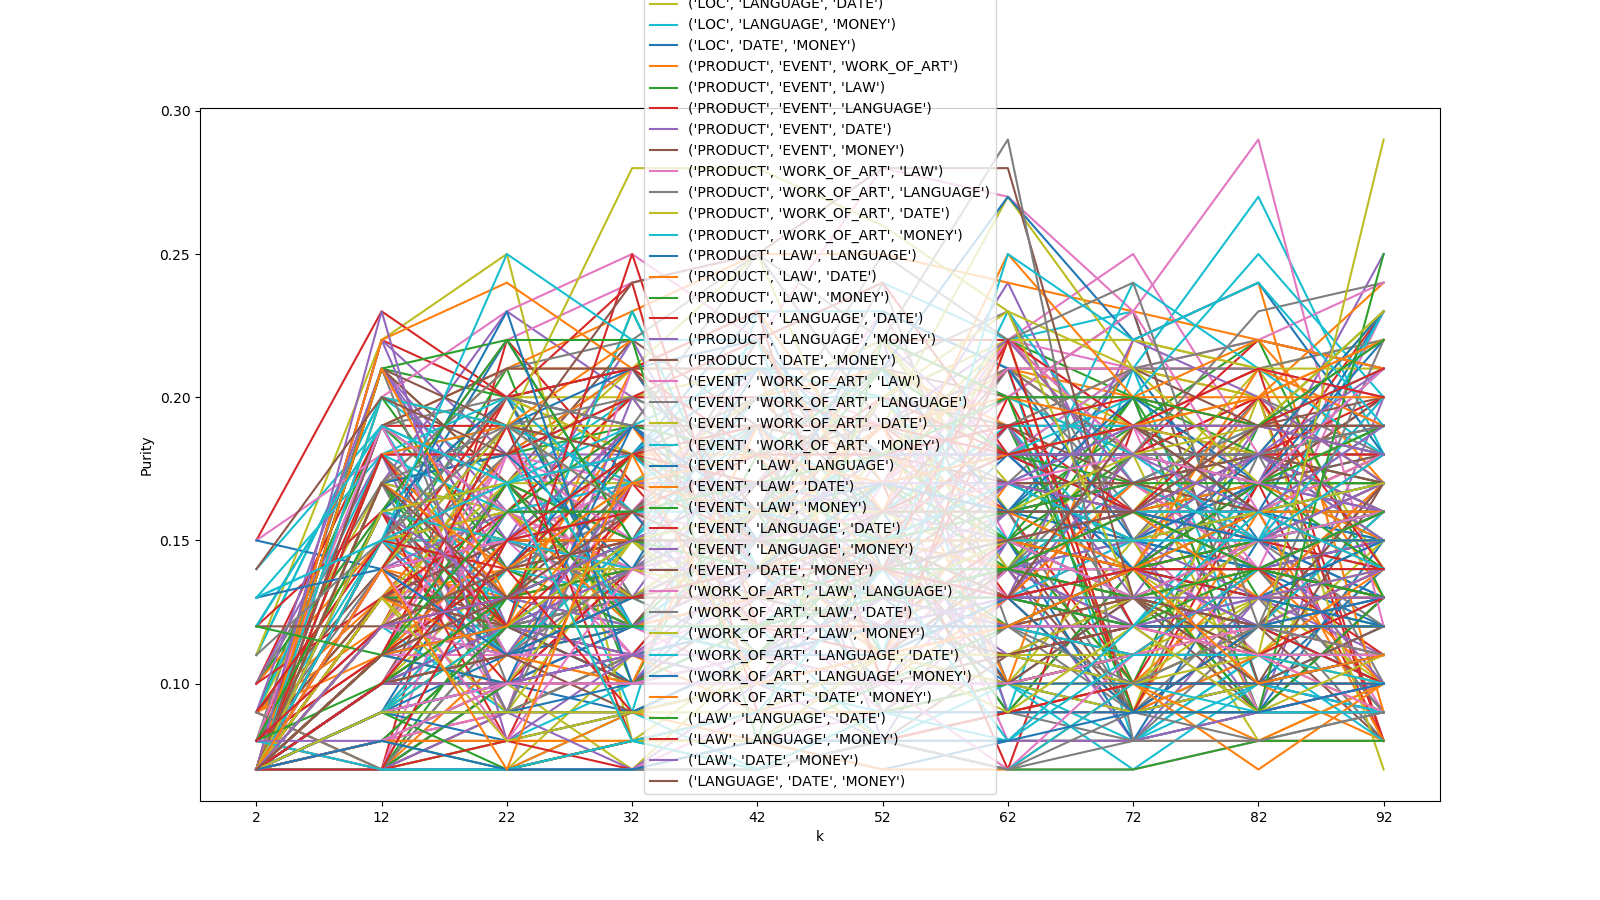 ('LOC', 'LANGUAGE', 'DATE')
('LOC', 'LANGUAGE', 'MONEY')
('LOC', 'DATE', 'MONEY')
('PRODUCT', 'EVENT', 'WORK_OF_ART')
('PRODUCT', 'EVENT', 'LAW')
('PRODUCT', 'EVENT', 'LANGUAGE')
('PRODUCT', 'EVENT', 'DATE')
('PRODUCT', 'EVENT', 'MONEY')
('PRODUCT', 'WORK_OF_ART', 'LAW')
('PRODUCT', 'WORK_OF_ART', 'LANGUAGE')
('PRODUCT', 'WORK_OF_ART', 'DATE')
('PRODUCT', 'WORK_OF_ART', 'MONEY')
('PRODUCT', 'LAW', 'LANGUAGE')
('PRODUCT', 'LAW', 'DATE')
('PRODUCT', 'LAW', 'MONEY')
('PRODUCT', 'LANGUAGE', 'DATE')
('PRODUCT', 'LANGUAGE', 'MONEY')
('PRODUCT', 'DATE', 'MONEY')
('EVENT', 'WORK_OF_ART', 'LAW')
('EVENT', 'WORK_OF_ART', 'LANGUAGE')
('EVENT', 'WORK_OF_ART', 'DATE')
('EVENT', 'WORK_OF_ART', 'MONEY')
('EVENT', 'LAW', 'LANGUAGE')
('EVENT', 'LAW', 'DATE')
('EVENT', 'LAW', 'MONEY')
('EVENT', 'LANGUAGE', 'DATE')
('EVENT', 'LANGUAGE', 'MONEY')
('EVENT', 'DATE', 'MONEY')
('WORK_OF_ART', 'LAW', 'LANGUAGE')
('WORK_OF_ART', 'LAW', 'DATE')
('WORK_OF_ART', 'LAW', 'MONEY')
('WORK_OF_ART', 'LANGUAGE', 'DATE')
('WORK_OF_ART', 'LANGUAGE', 'MONEY')
('WORK_OF_ART', 'DATE', 'MONEY')
('LAW', 'LANGUAGE', 'DATE')
('LAW', 'LANGUAGE', 'MONEY')
('LAW', 'DATE', 'MONEY')
('LANGUAGE', 'DATE', 'MONEY')
0.30
0.25
0.20
0.15
0.10
Purity
2 12 22 32 42 52 62 72 82 92
k